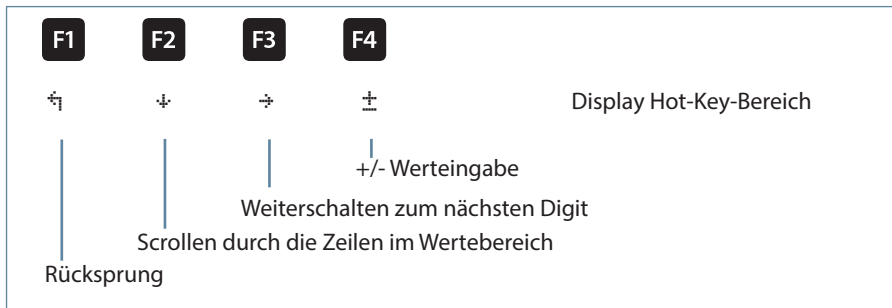 F1 F2 F3 F4
± Display Hot-Key-Bereich
+/- Werteingabe
Weiterschalten zum nächsten Digit
Scrollen durch die Zeilen im Wertebereich
Rücksprung